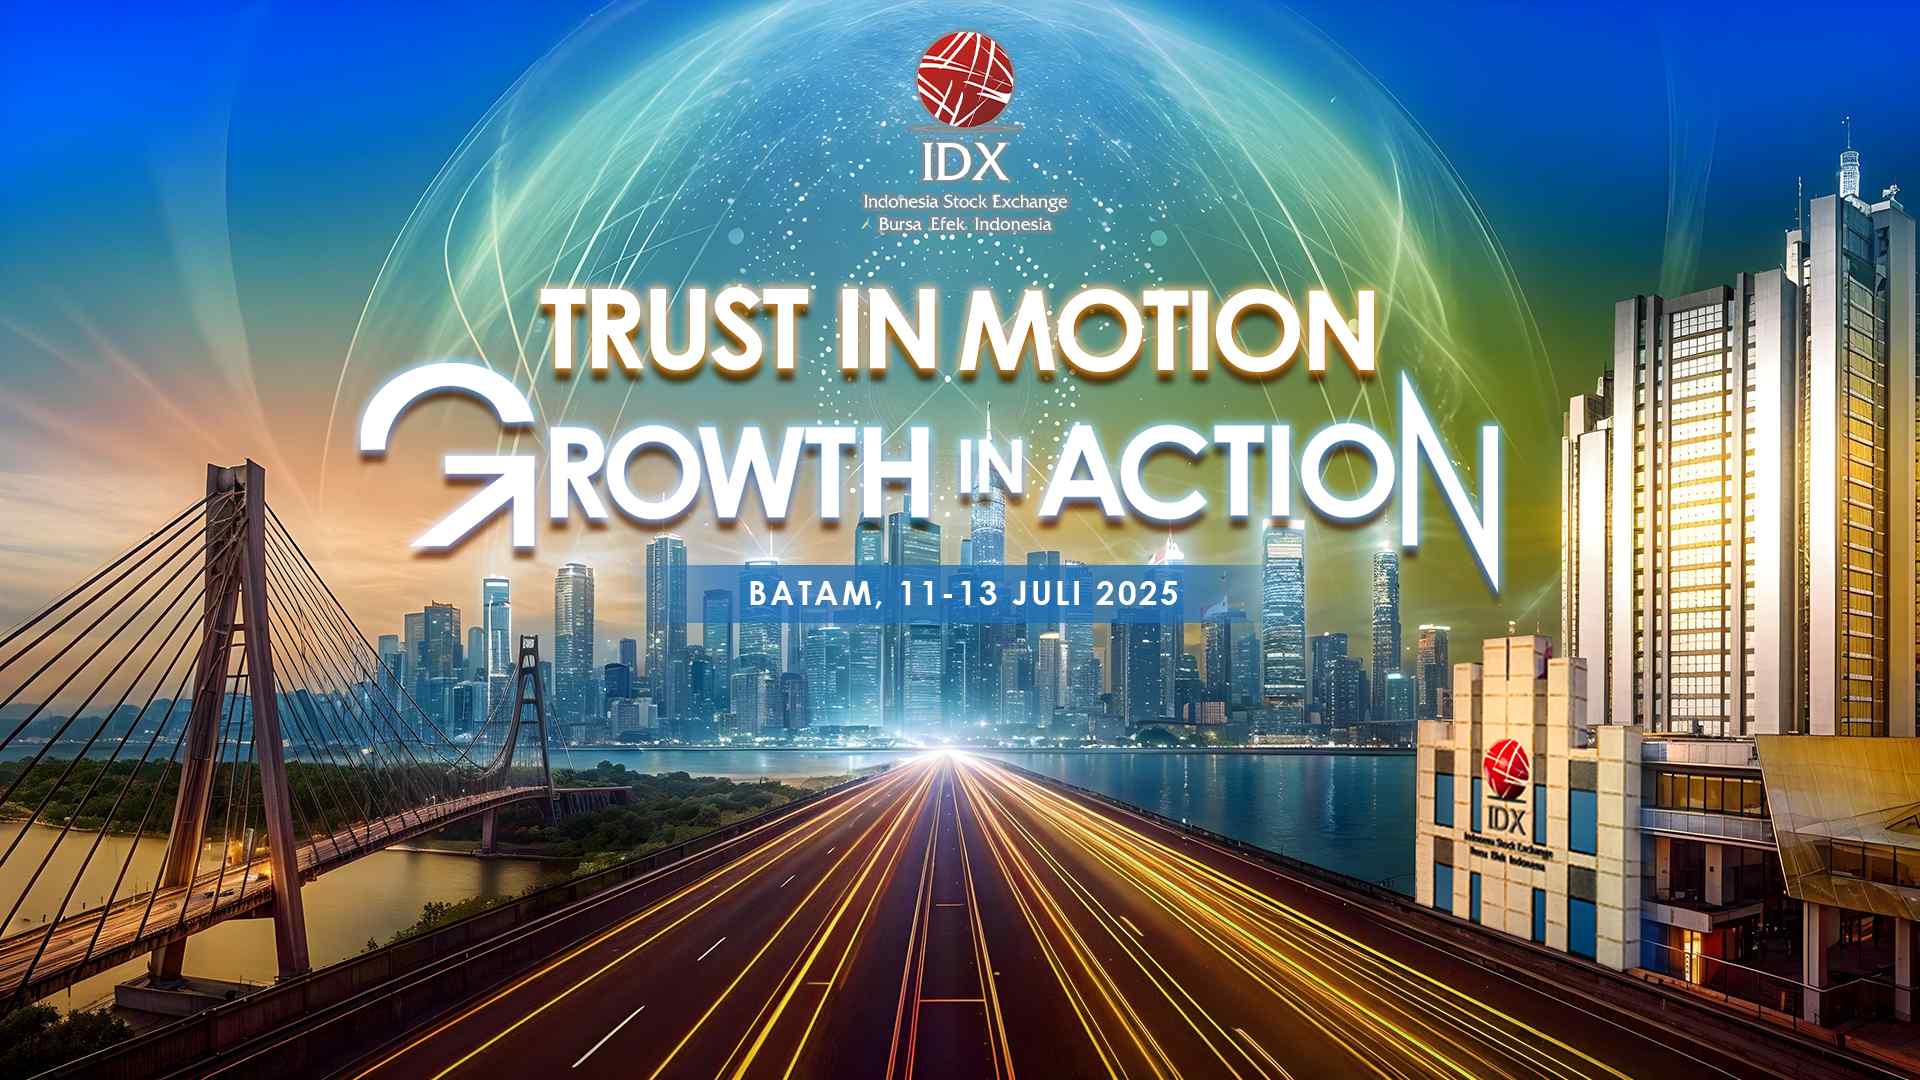 IDX
Indonesia Stock Exchange
Bursa Efek Indonesia
TRUST IN MOTION
GROWTH IN ACTION
BATAM, 11-13 JULI 2025
IDX
Indonesia Stock Exchange
Bursa Efek Indonesia